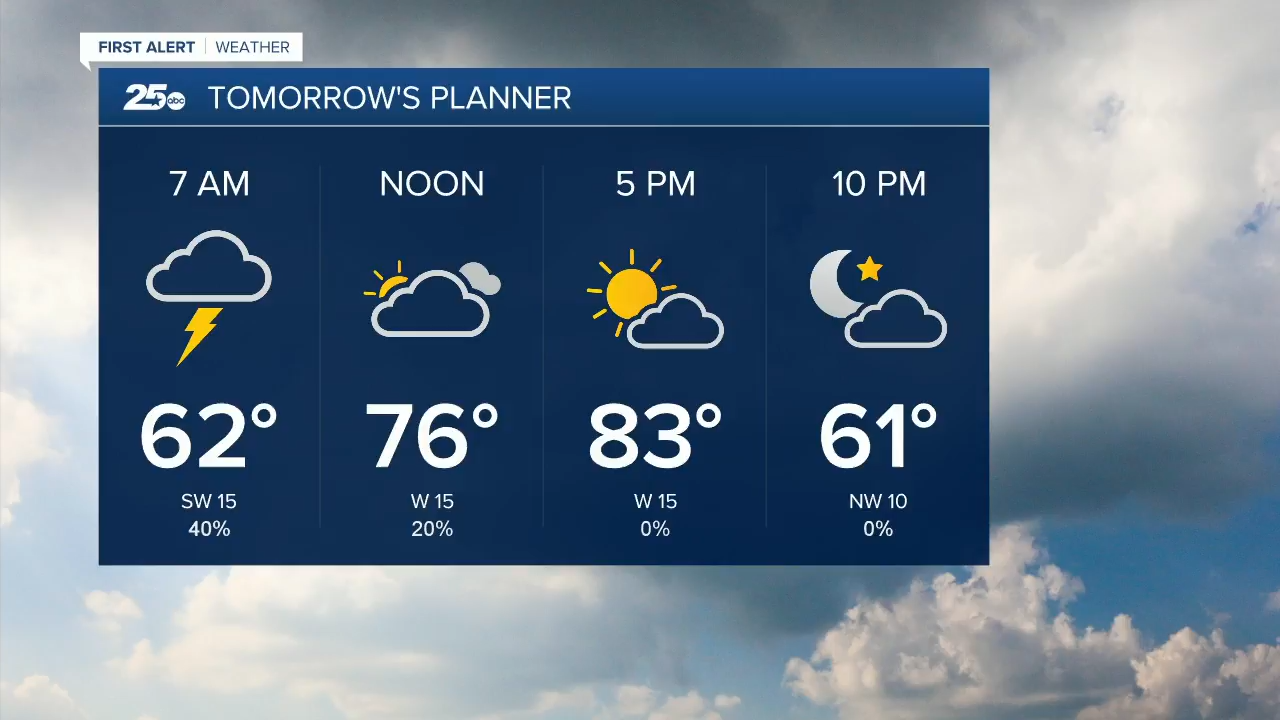 FIRST ALERT | WEATHER
25 abc TOMORROW'S PLANNER
7 AM
62°
SW 15
40%
NOON
76°
W 15
20%
5 PM
83°
W 15
0%
10 PM
61°
NW 10
0%